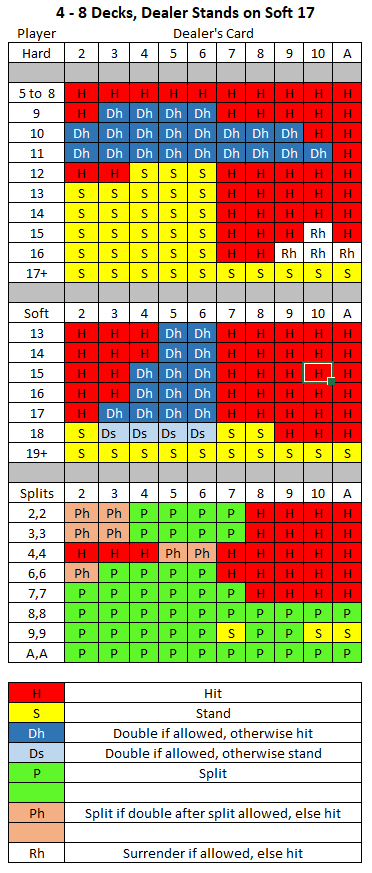 4 - 8 Decks, Dealer Stands on Soft 17
Player Dealer's Card
Hard 2 3 4 5 6 7 8 9 10 A
5 to 8 H H H H H H H H H H
9 H Dh Dh Dh Dh H H H H H
10 Dh Dh Dh Dh Dh Dh Dh Dh H H
11 Dh Dh Dh Dh Dh Dh Dh Dh Dh H
12 H H S S S H H H H H
13 S S S S S H H H H H
14 S S S S S H H H H H
15 S S S S S H H H Rh H
16 S S S S S H H Rh Rh Rh
17+ S S S S S S S S S S
Soft 2 3 4 5 6 7 8 9 10 A
13 H H H Dh Dh H H H H H
14 H H H Dh Dh H H H H H
15 H H Dh Dh Dh H H H H H
16 H H Dh Dh Dh H H H H H
17 H Dh Dh Dh Dh H H H H H
18 S Ds Ds Ds Ds S S H H H
19+ S S S S S S S S S S
Splits 2 3 4 5 6 7 8 9 10 A
2,2 Ph Ph P P P P H H H H
3,3 Ph Ph P P P P H H H H
4,4 H H H Ph Ph H H H H H
6,6 Ph P P P P H H H H H
7,7 P P P P P P H H H H
8,8 P P P P P P P P P P
9,9 P P P P P S P P S S
A,A P P P P P P P P P P
H Hit
S Stand
Dh Double if allowed, otherwise hit
Ds Double if allowed, otherwise stand
P Split
Ph Split if double after split allowed, else hit
Rh Surrender if allowed, else hit